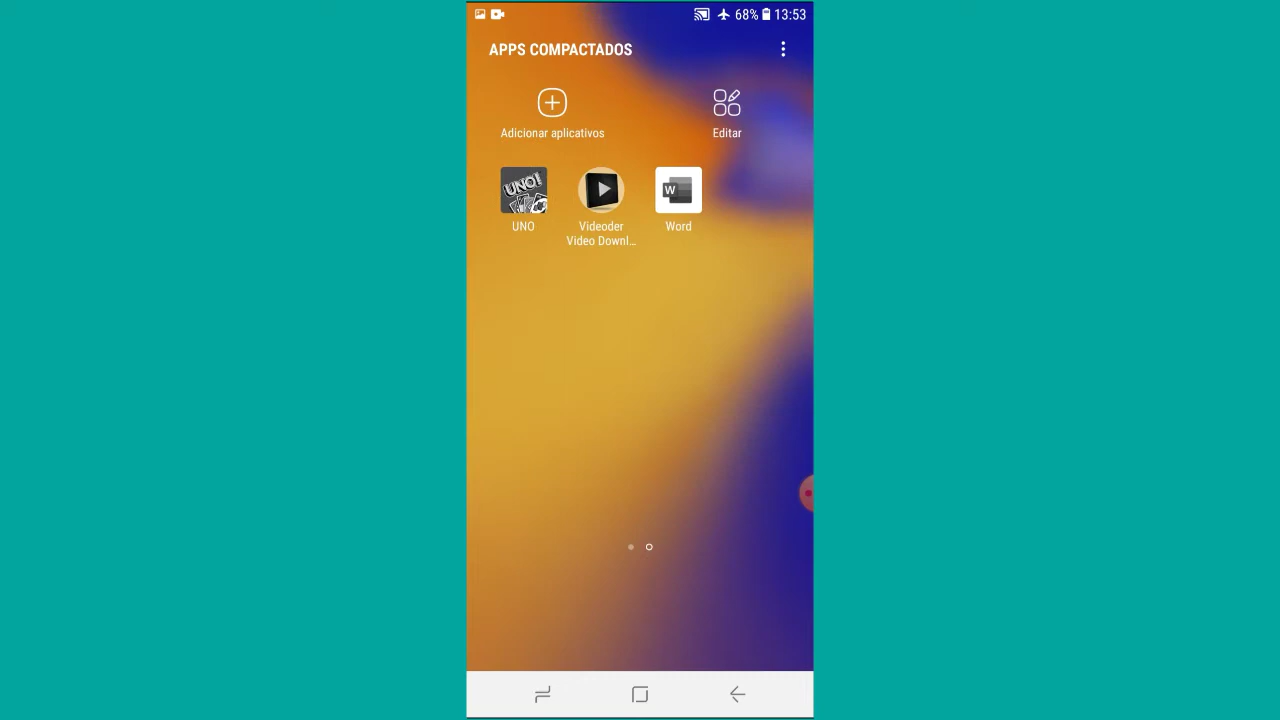 68% 13:53
APPS COMPACTADOS
Adicionar aplicativos
Editar
UNO!
W
UNO
Videoder
Video Downl...
Word